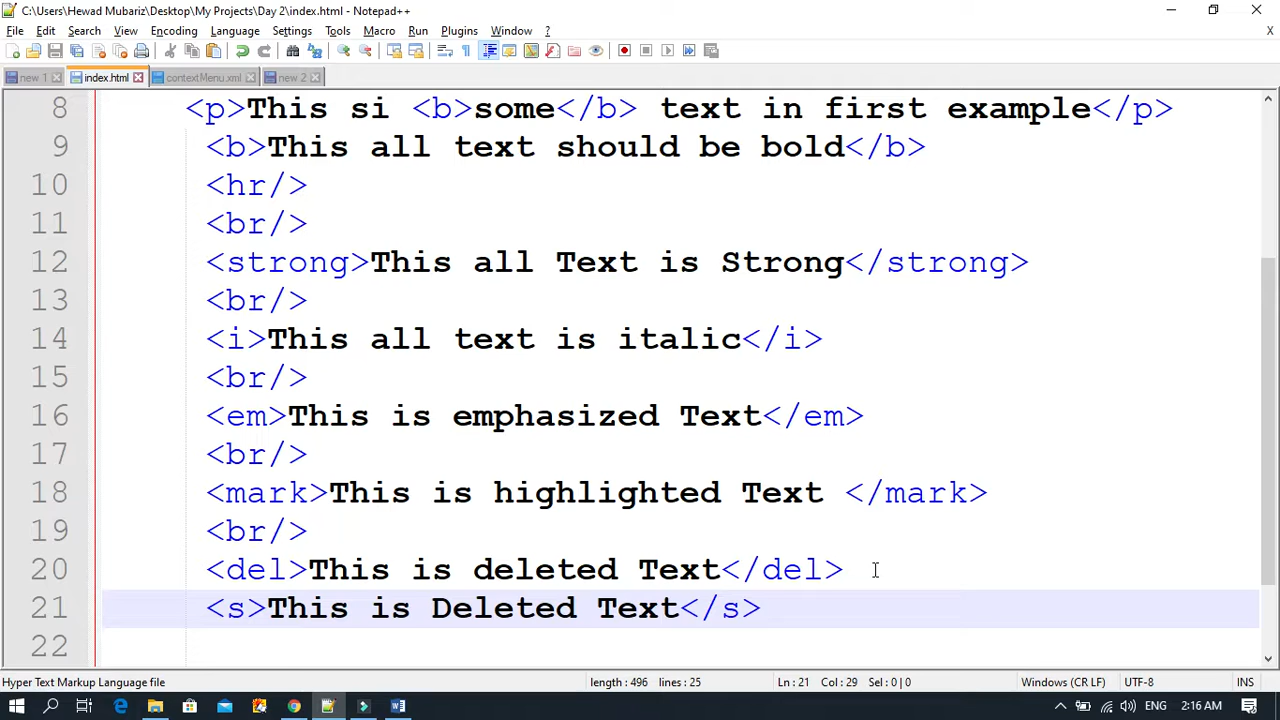 C:\Users\Hewad Mubariz\Desktop\My Projects\Day 2\index.html - Notepad++
File Edit Search View Encoding Language Settings Tools Macro Run Plugins Window ? X
new 1 index.html contextMenu.xml new 2
8 <p>This si <b>some</b> text in first example</p>
9 <b>This all text should be bold</b>
10 <hr/>
11 <br/>
12 <strong>This all Text is Strong</strong>
13 <br/>
14 <i>This all text is italic</i>
15 <br/>
16 <em>This is emphasized Text</em>
17 <br/>
18 <mark>This is highlighted Text </mark>
19 <br/>
20 <del>This is deleted Text</del>
21 <s>This is Deleted Text</s>
22
Hyper Text Markup Language file length : 496 lines : 25 Ln : 21 Col : 29 Sel : 0 | 0 Windows (CR LF) UTF-8 INS
ENG 2:16 AM